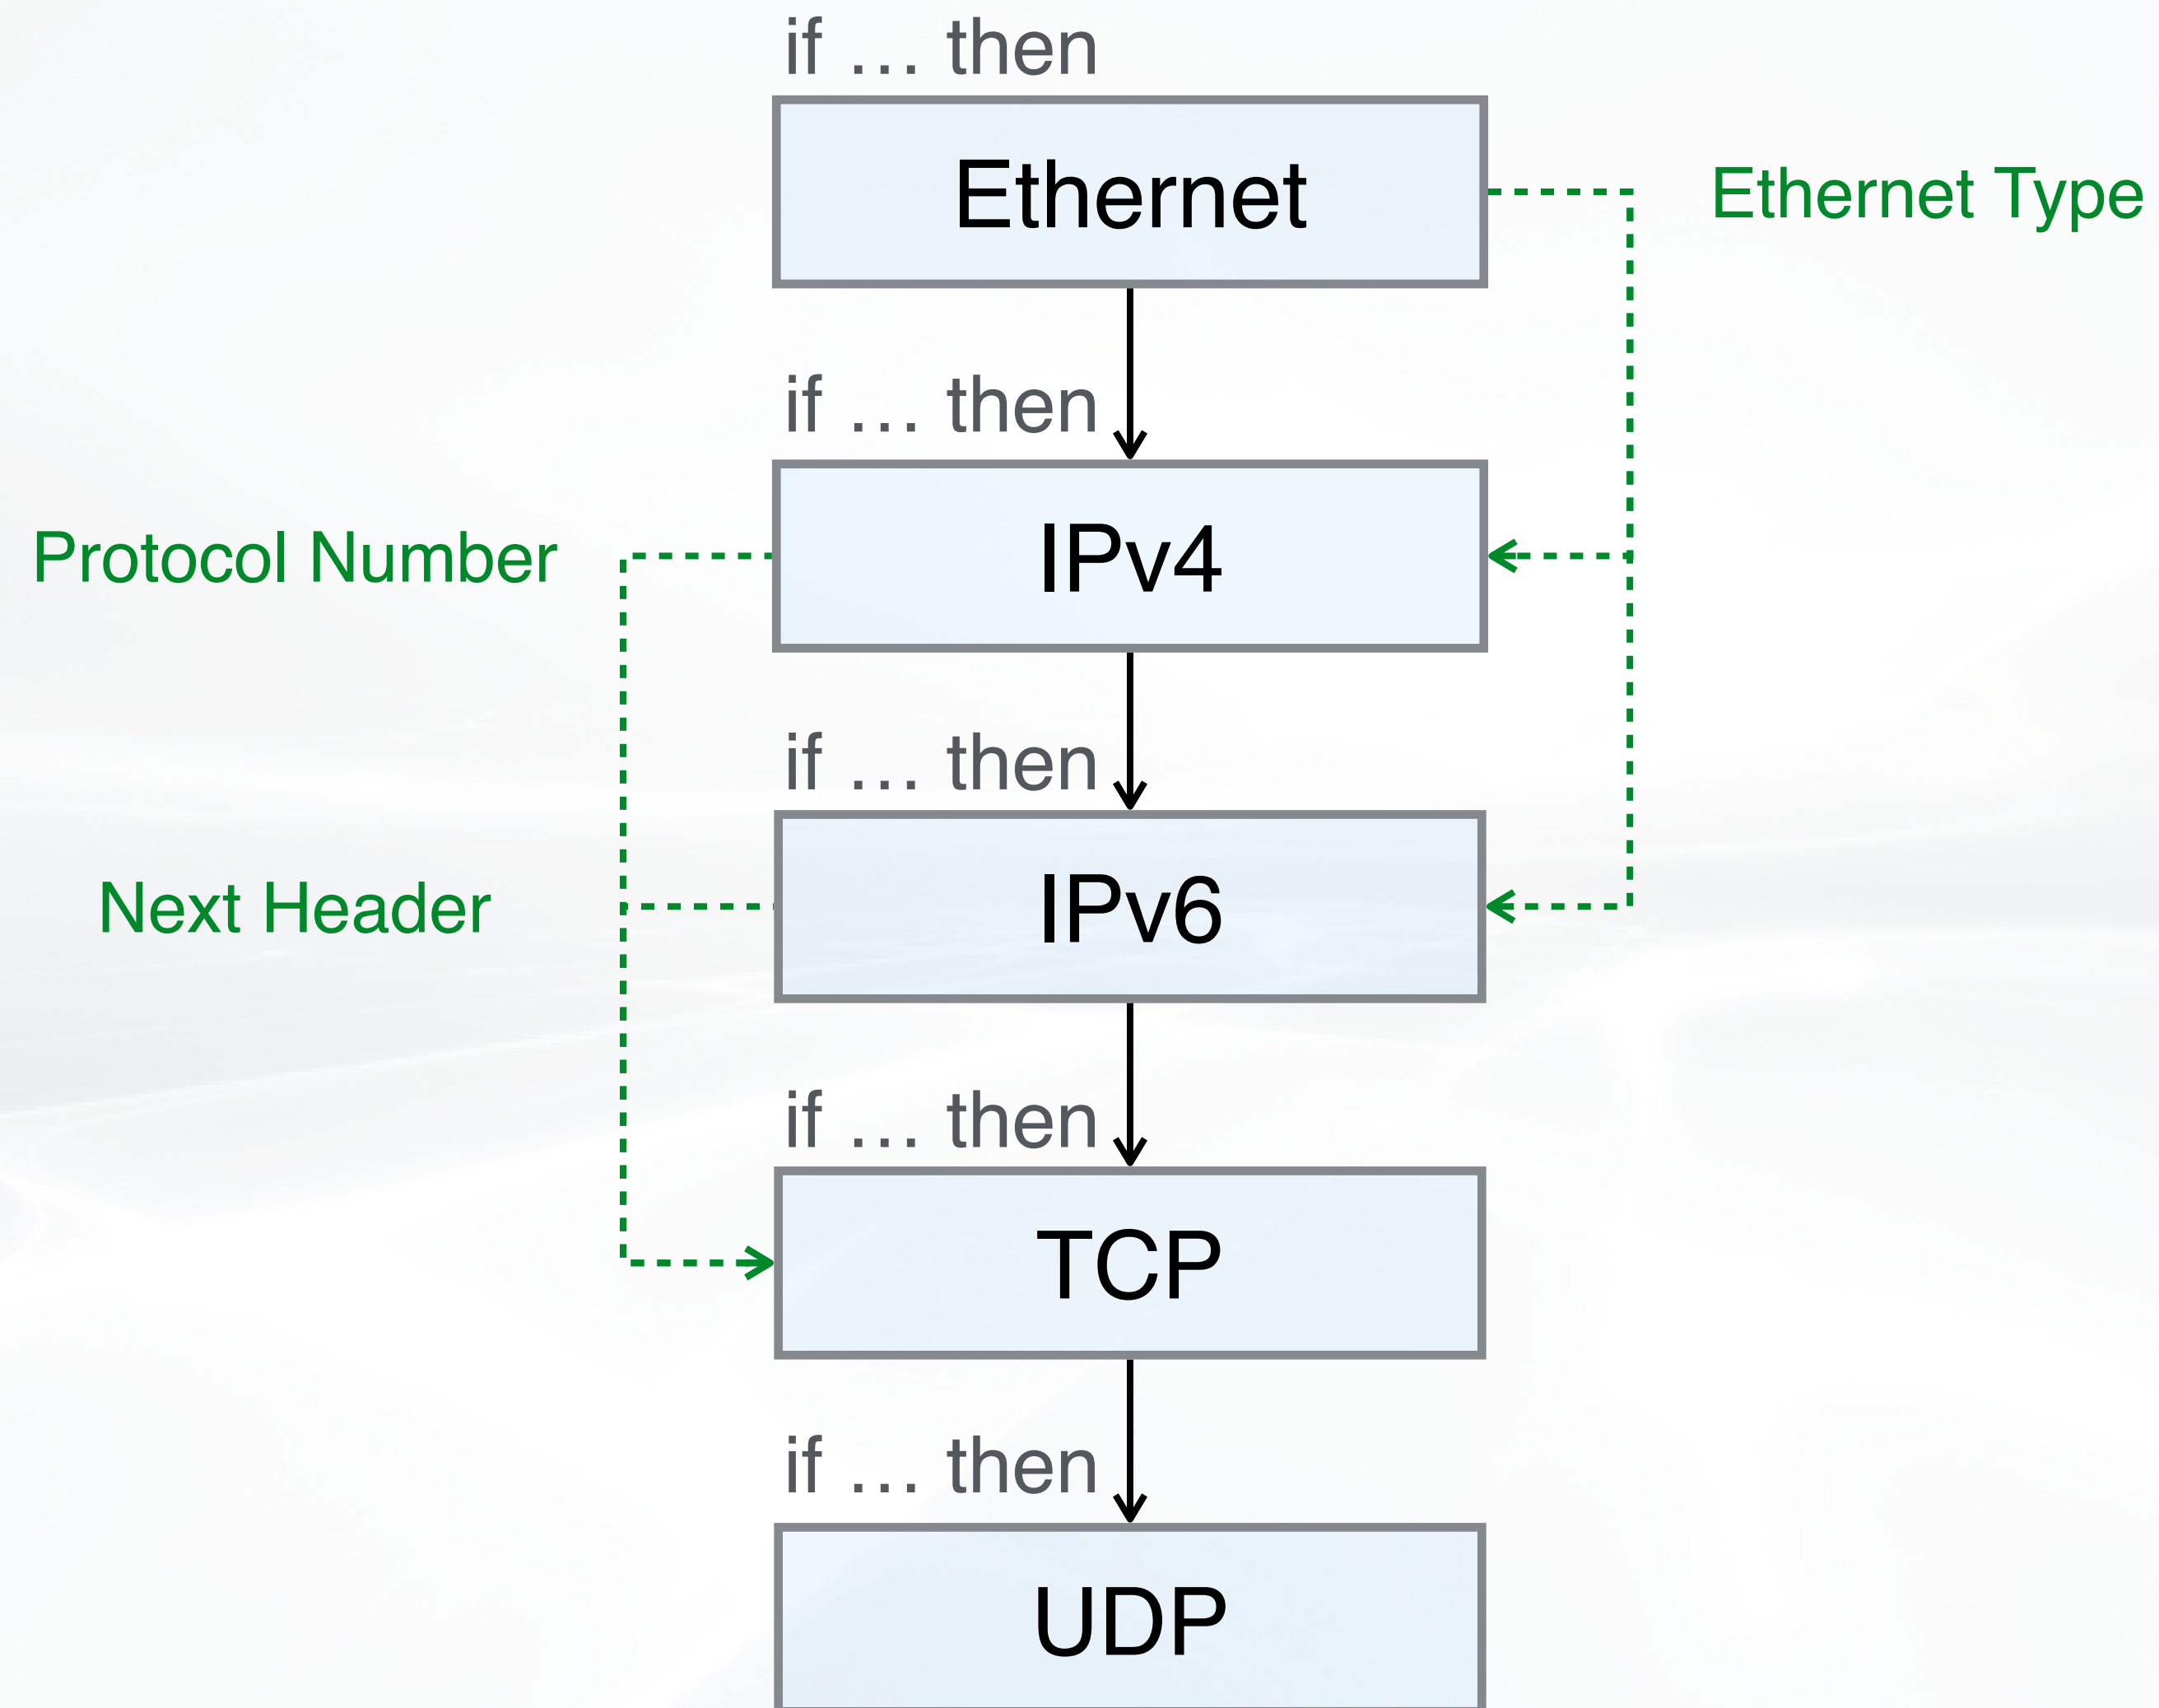 if … then
Ethernet
Ethernet Type
if … then
Protocol Number
IPv4
if … then
Next Header
IPv6
if … then
TCP
if … then
UDP